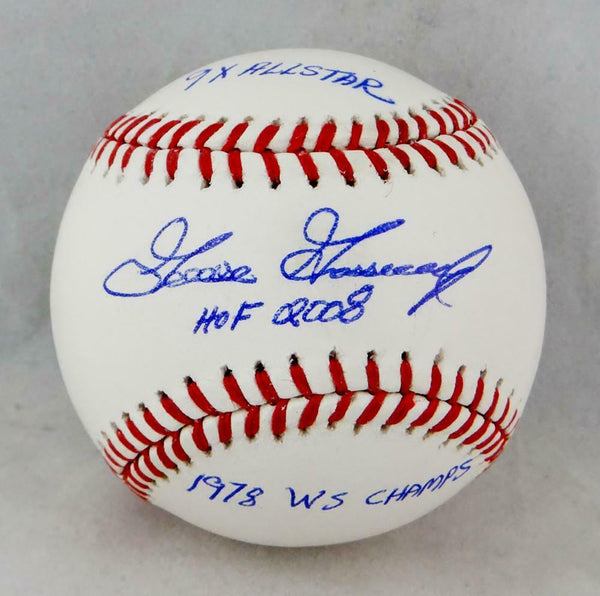 9X ALLSTAR
Goose Gossage
HOF 2008
1978 WS CHAMPS